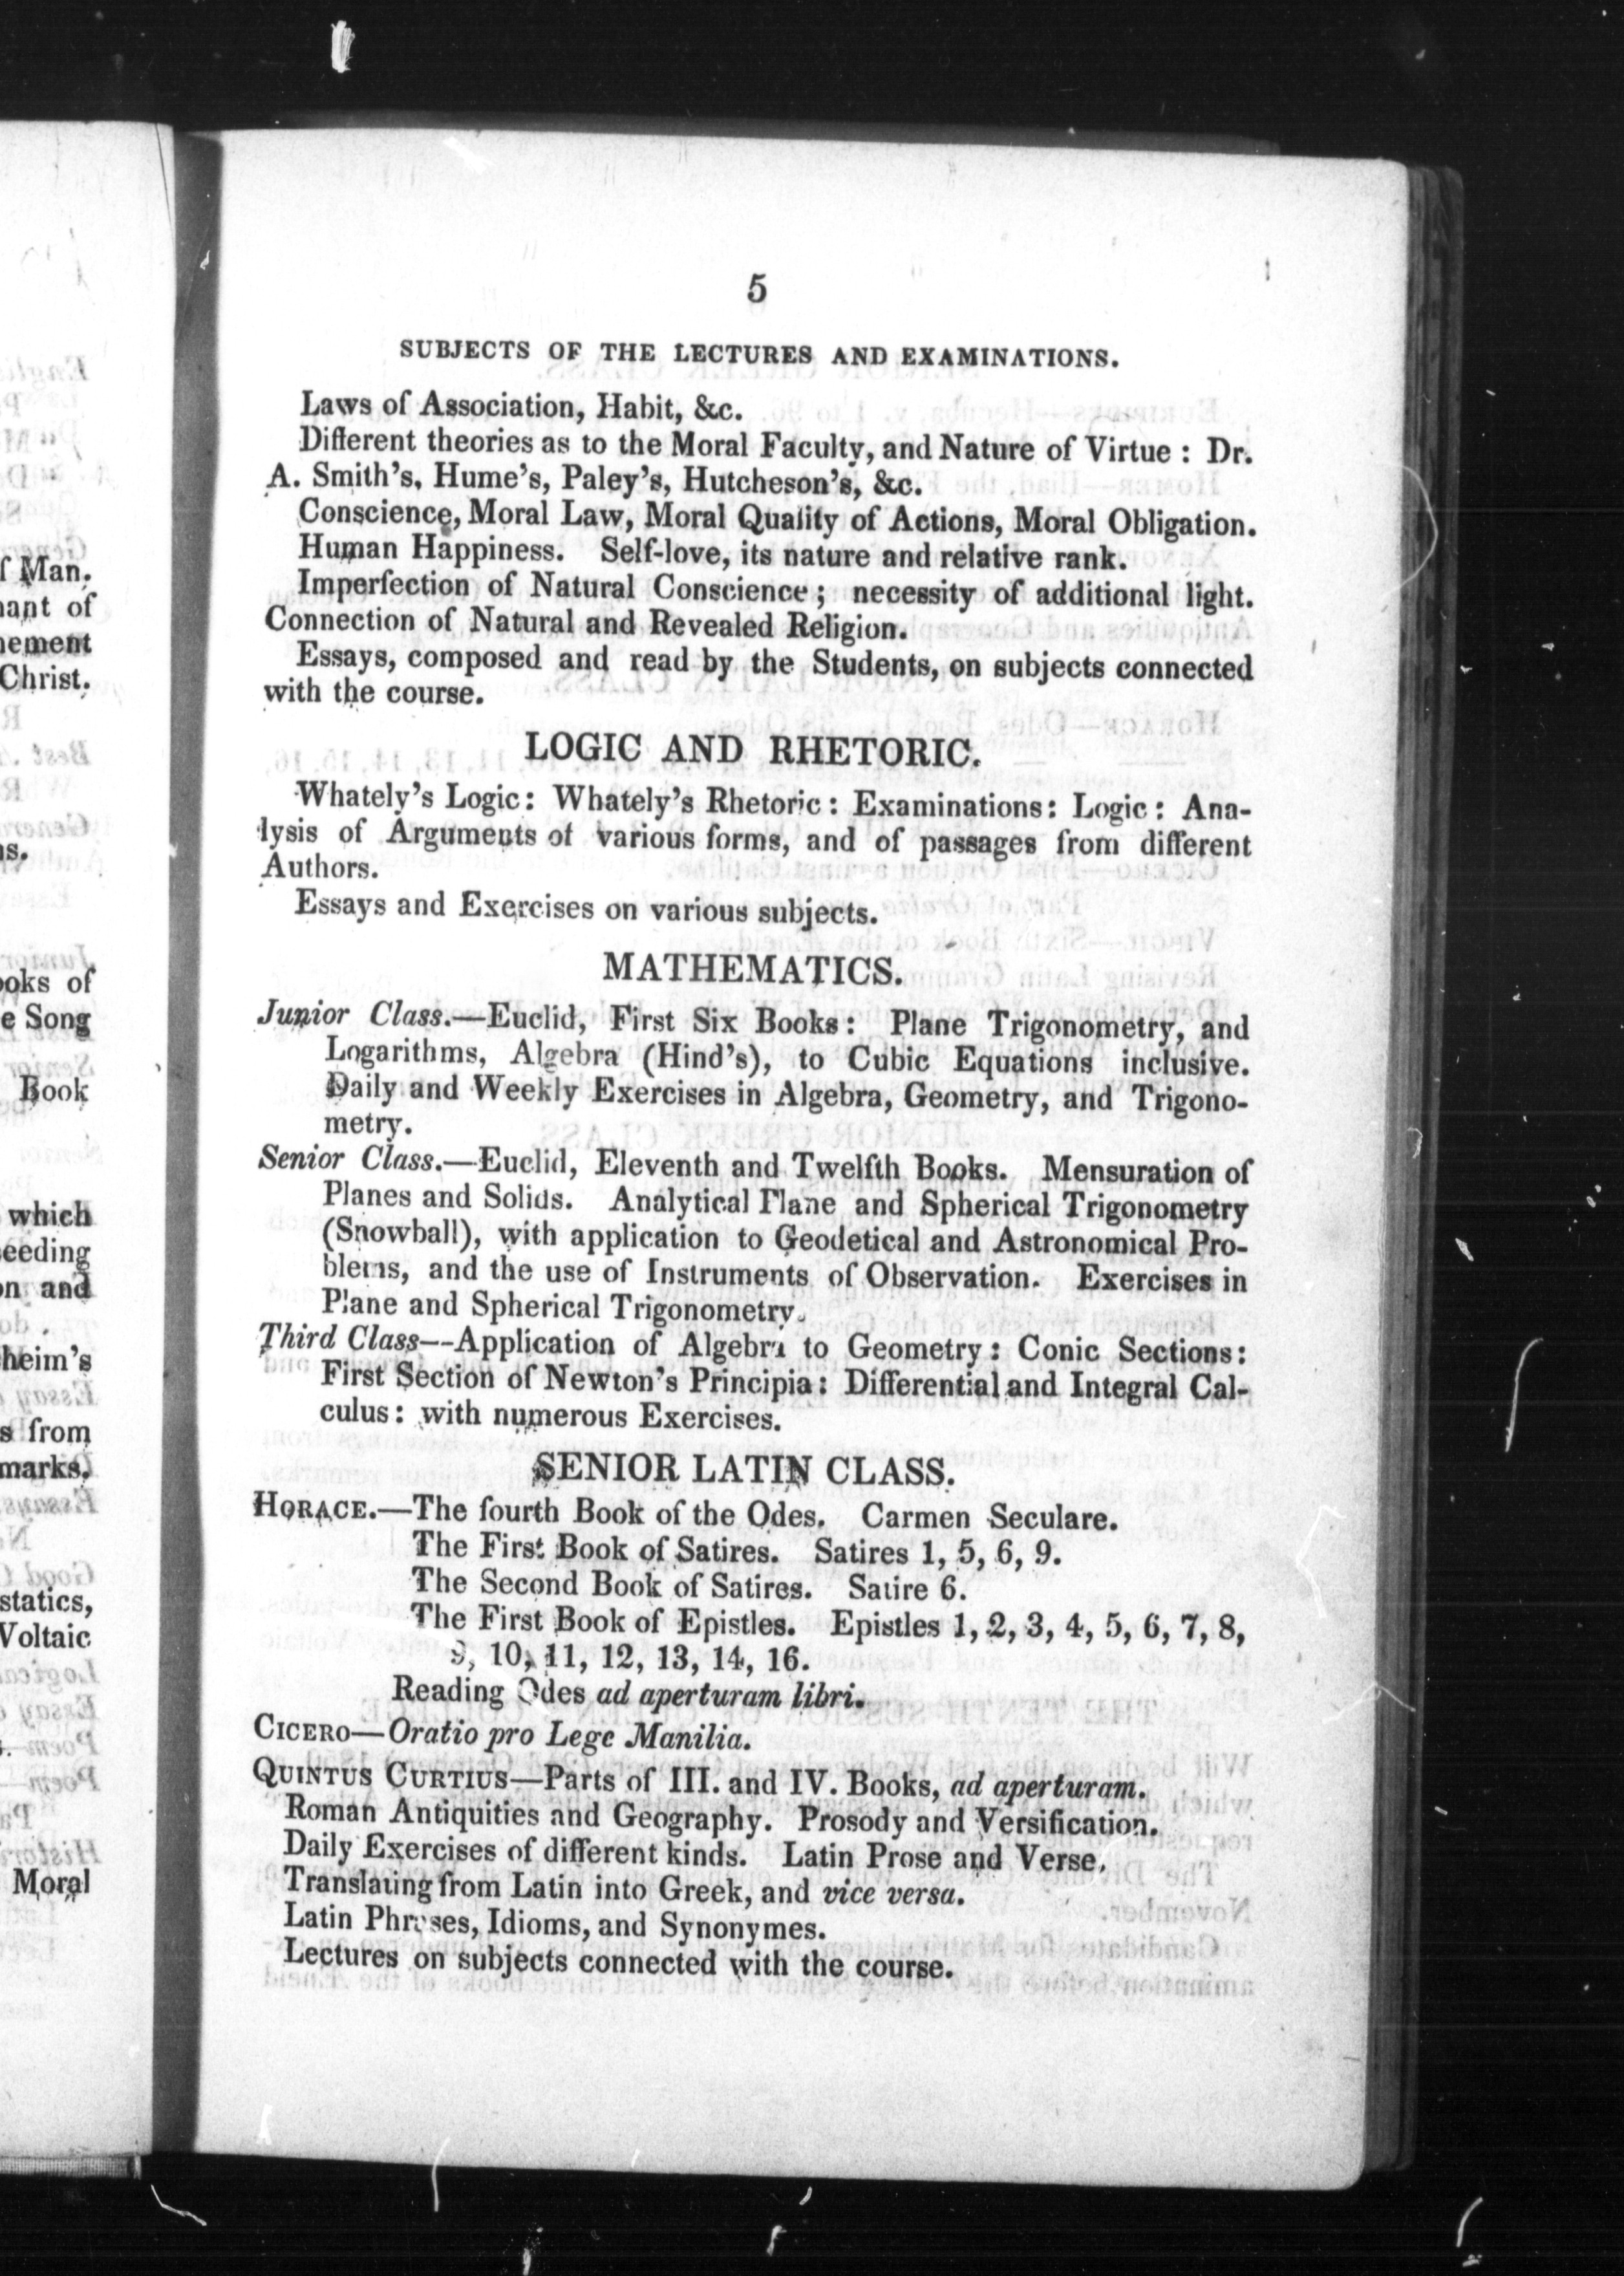 5
SUBJECTS OF THE LECTURES AND EXAMINATIONS.
Laws of Association, Habit, &c.
Different theories as to the Moral Faculty, and Nature of Virtue : Dr.
A. Smith's, Hume's, Paley's, Hutcheson's, &c.
Conscience, Moral Law, Moral Quality of Actions, Moral Obligation.
Human Happiness. Self-love, its nature and relative rank.
Imperfection of Natural Conscience ; necessity of additional light.
Connection of Natural and Revealed Religion.
Essays, composed and read by the Students, on subjects connected
with the course.
LOGIC AND RHETORIC.
Whately's Logic: Whately's Rhetoric : Examinations: Logic : Ana-
lysis of Arguments of various forms, and of passages from different
Authors.
Essays and Exercises on various subjects.
MATHEMATICS.
Junior Class.—Euclid, First Six Books: Plane Trigonometry, and
Logarithms, Algebra (Hind's), to Cubic Equations inclusive.
Daily and Weekly Exercises in Algebra, Geometry, and Trigono-
metry.
Senior Class.—Euclid, Eleventh and Twelfth Books. Mensuration of
Planes and Solids. Analytical Plane and Spherical Trigonometry
(Snowball), with application to Geodetical and Astronomical Pro-
blems, and the use of Instruments of Observation. Exercises in
Plane and Spherical Trigonometry.
Third Class--Application of Algebra to Geometry : Conic Sections:
First Section of Newton's Principia: Differential and Integral Cal-
culus: with numerous Exercises.
SENIOR LATIN CLASS.
HORACE.—The fourth Book of the Odes. Carmen Seculare.
The First Book of Satires. Satires 1, 5, 6, 9.
The Second Book of Satires. Satire 6.
The First Book of Epistles. Epistles 1, 2, 3, 4, 5, 6, 7, 8,
9, 10, 11, 12, 13, 14, 16.
Reading Odes ad aperturam libri.
CICERO—Oratio pro Lege Manilia.
QUINTUS CURTIUS—Parts of III. and IV. Books, ad aperturam.
Roman Antiquities and Geography. Prosody and Versification.
Daily Exercises of different kinds. Latin Prose and Verse.
Translating from Latin into Greek, and vice versa.
Latin Phrases, Idioms, and Synonymes.
Lectures on subjects connected with the course.
Man.
of
Christ.
of
e Song
Book
which
and
from
marks,
Voltaic
Moral